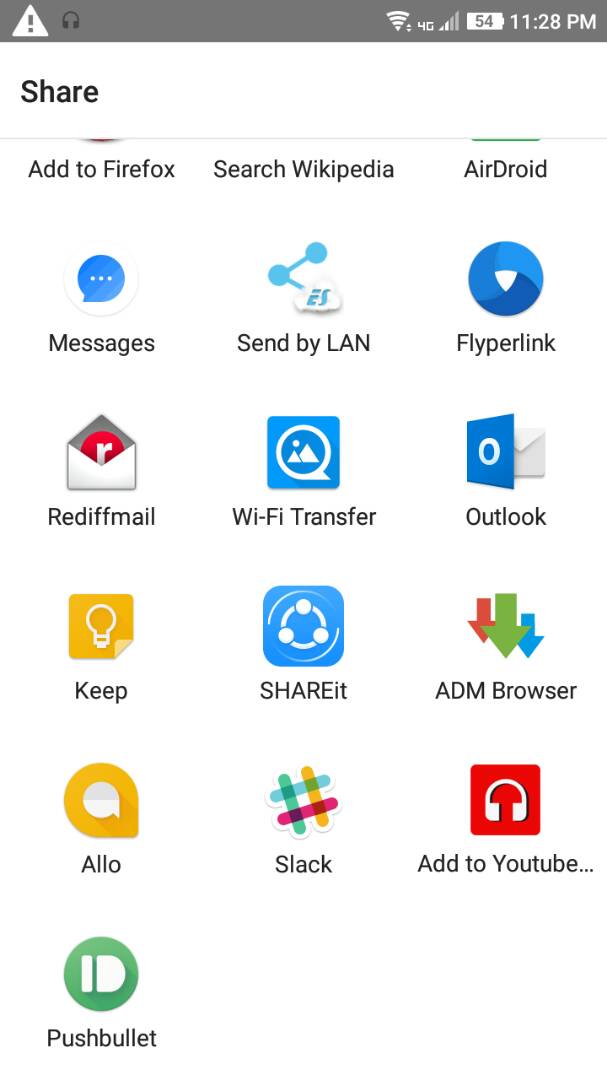 4G 54 11:28 PM
Share
Add to Firefox Search Wikipedia AirDroid
Messages Send by LAN Flyperlink
Rediffmail Wi-Fi Transfer Outlook
Keep SHAREit ADM Browser
Allo Slack Add to Youtube...
Pushbullet